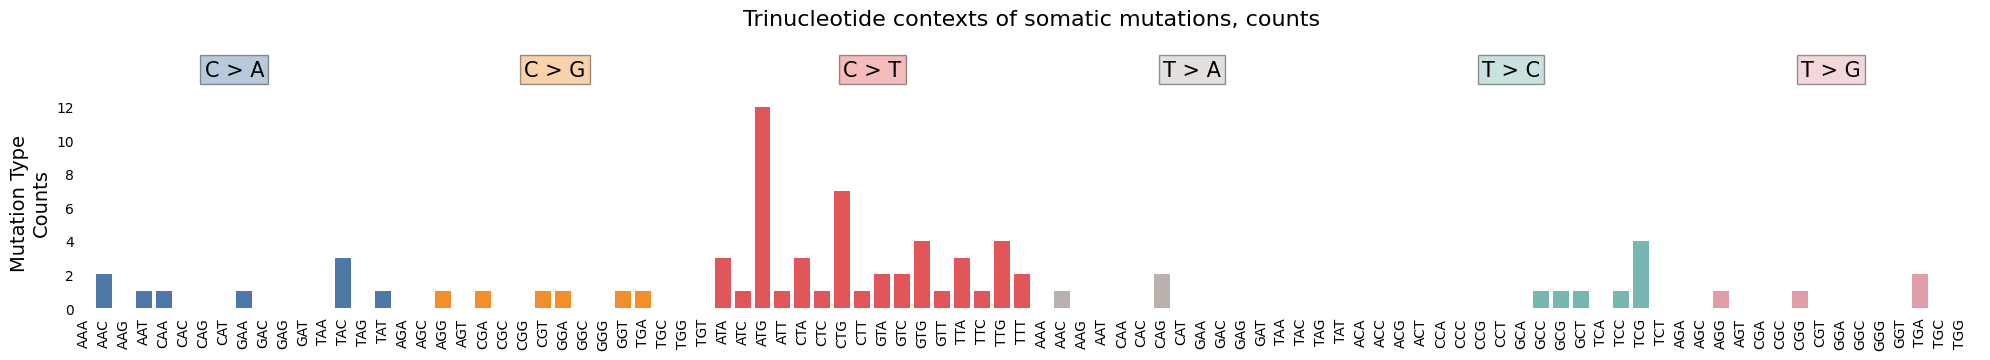 Trinucleotide contexts of somatic mutations, counts
C > A C > G C > T T > A T > C T > G
Mutation Type
Counts
12
10
8
6
4
2
0
AAA AAC AAG AAT CAA CAC CAG CAT GAA GAC GAG GAT TAA TAC TAG TAT AGA AGC AGG AGT CGA CGC CGG CGT GGA GGC GGG GGT TGA TGC TGG TGT ATA ATC ATG ATT CTA CTC CTG CTT GTA GTC GTG GTT TTA TTC TTG TTT AAA AAC AAG AAT CAA CAC CAG CAT GAA GAC GAG GAT TAA TAC TAG TAT ACA ACC ACG ACT CCA CCC CCG CCT GCA GCC GCG GCT TCA TCC TCG TCT AGA AGC AGG AGT CGA CGC CGG CGT GGA GGC GGG GGT TGA TGC TGG